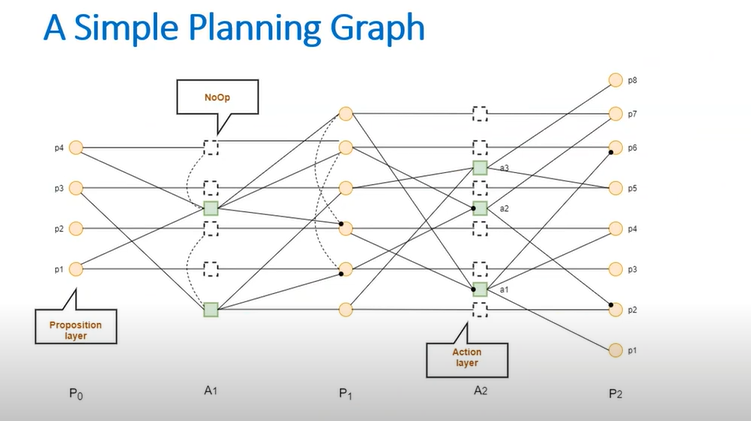 A Simple Planning Graph
NoOp
p8
p7
p4
p6
a3
p3
p5
a2
p2
p4
p1
p3
a1
p2
Proposition
layer
Action
layer
p1
P0
A1
P1
A2
P2